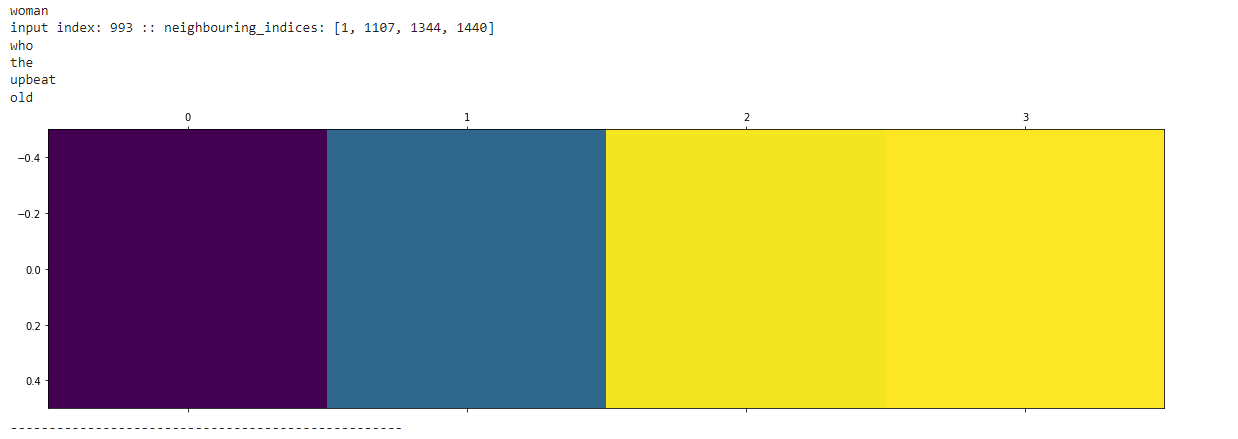 woman
input index: 993 :: neighbouring_indices: [1, 1107, 1344, 1440]
who
the
upbeat
old
0 1 2 3
−0.4
−0.2
0.0
0.2
0.4
--------------------------------------------------